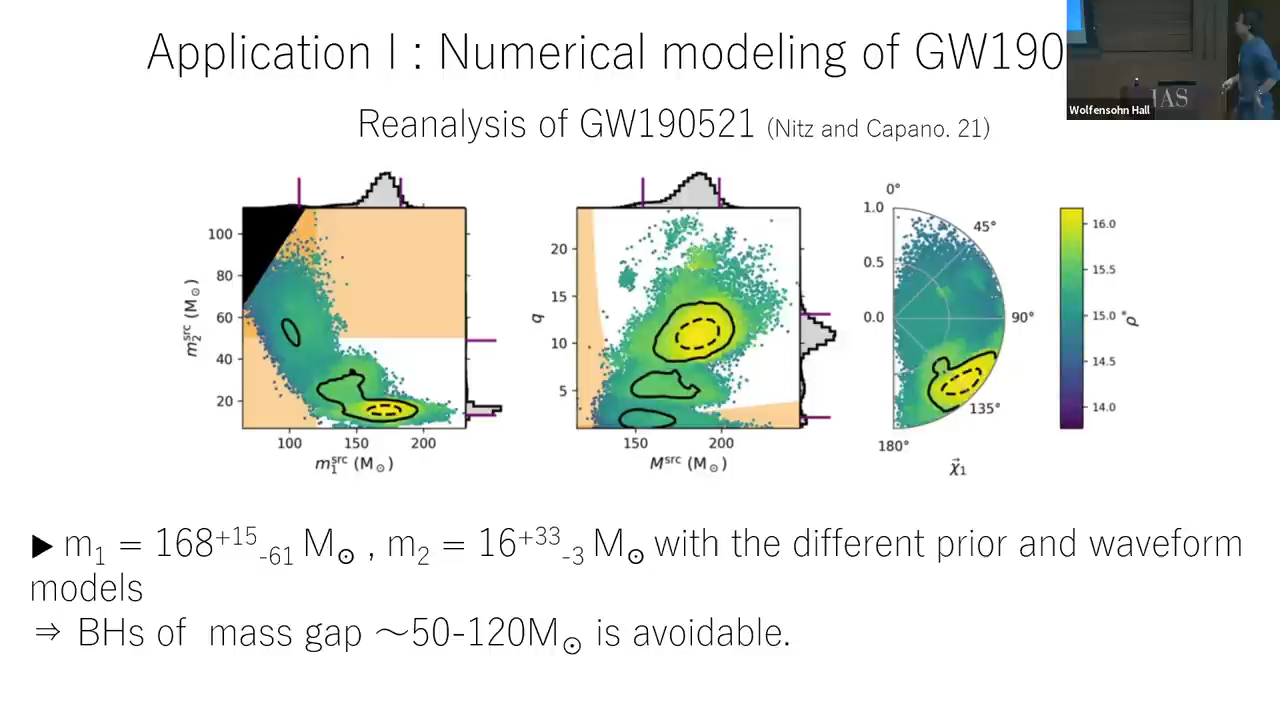 Application I : Numerical modeling of GW190
Wolfensohn Hall
IAS
Reanalysis of GW190521 (Nitz and Capano. 21)
100
80
60
40
20
m₂ˢʳᶜ (M⊙)
100 150 200
m₁ˢʳᶜ (M⊙)
20
15
10
5
q
150 200
Mˢʳᶜ (M⊙)
0°
1.0
45°
0.5
0.0
90°
135°
180°
χ⃗₁
16.0
15.5
15.0
14.5
14.0
▶ m₁ = 168⁺¹⁵₋₆₁ M⊙ , m₂ = 16⁺³³₋₃ M⊙ with the different prior and waveform
models
⇒ BHs of mass gap ～50-120M⊙ is avoidable.